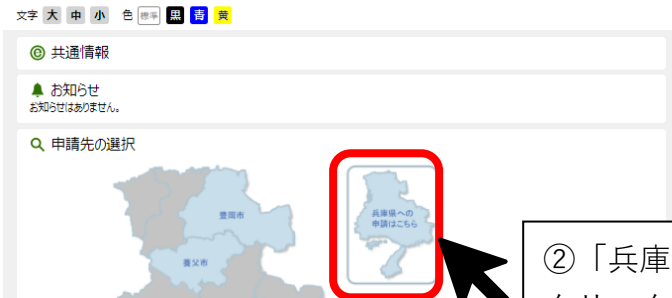 文字 大 中 小 色 標準 黒 青 黄
共通情報
お知らせ
お知らせはありません。
申請先の選択
豊岡市
養父市
兵庫県への
申請はこちら
②「兵庫